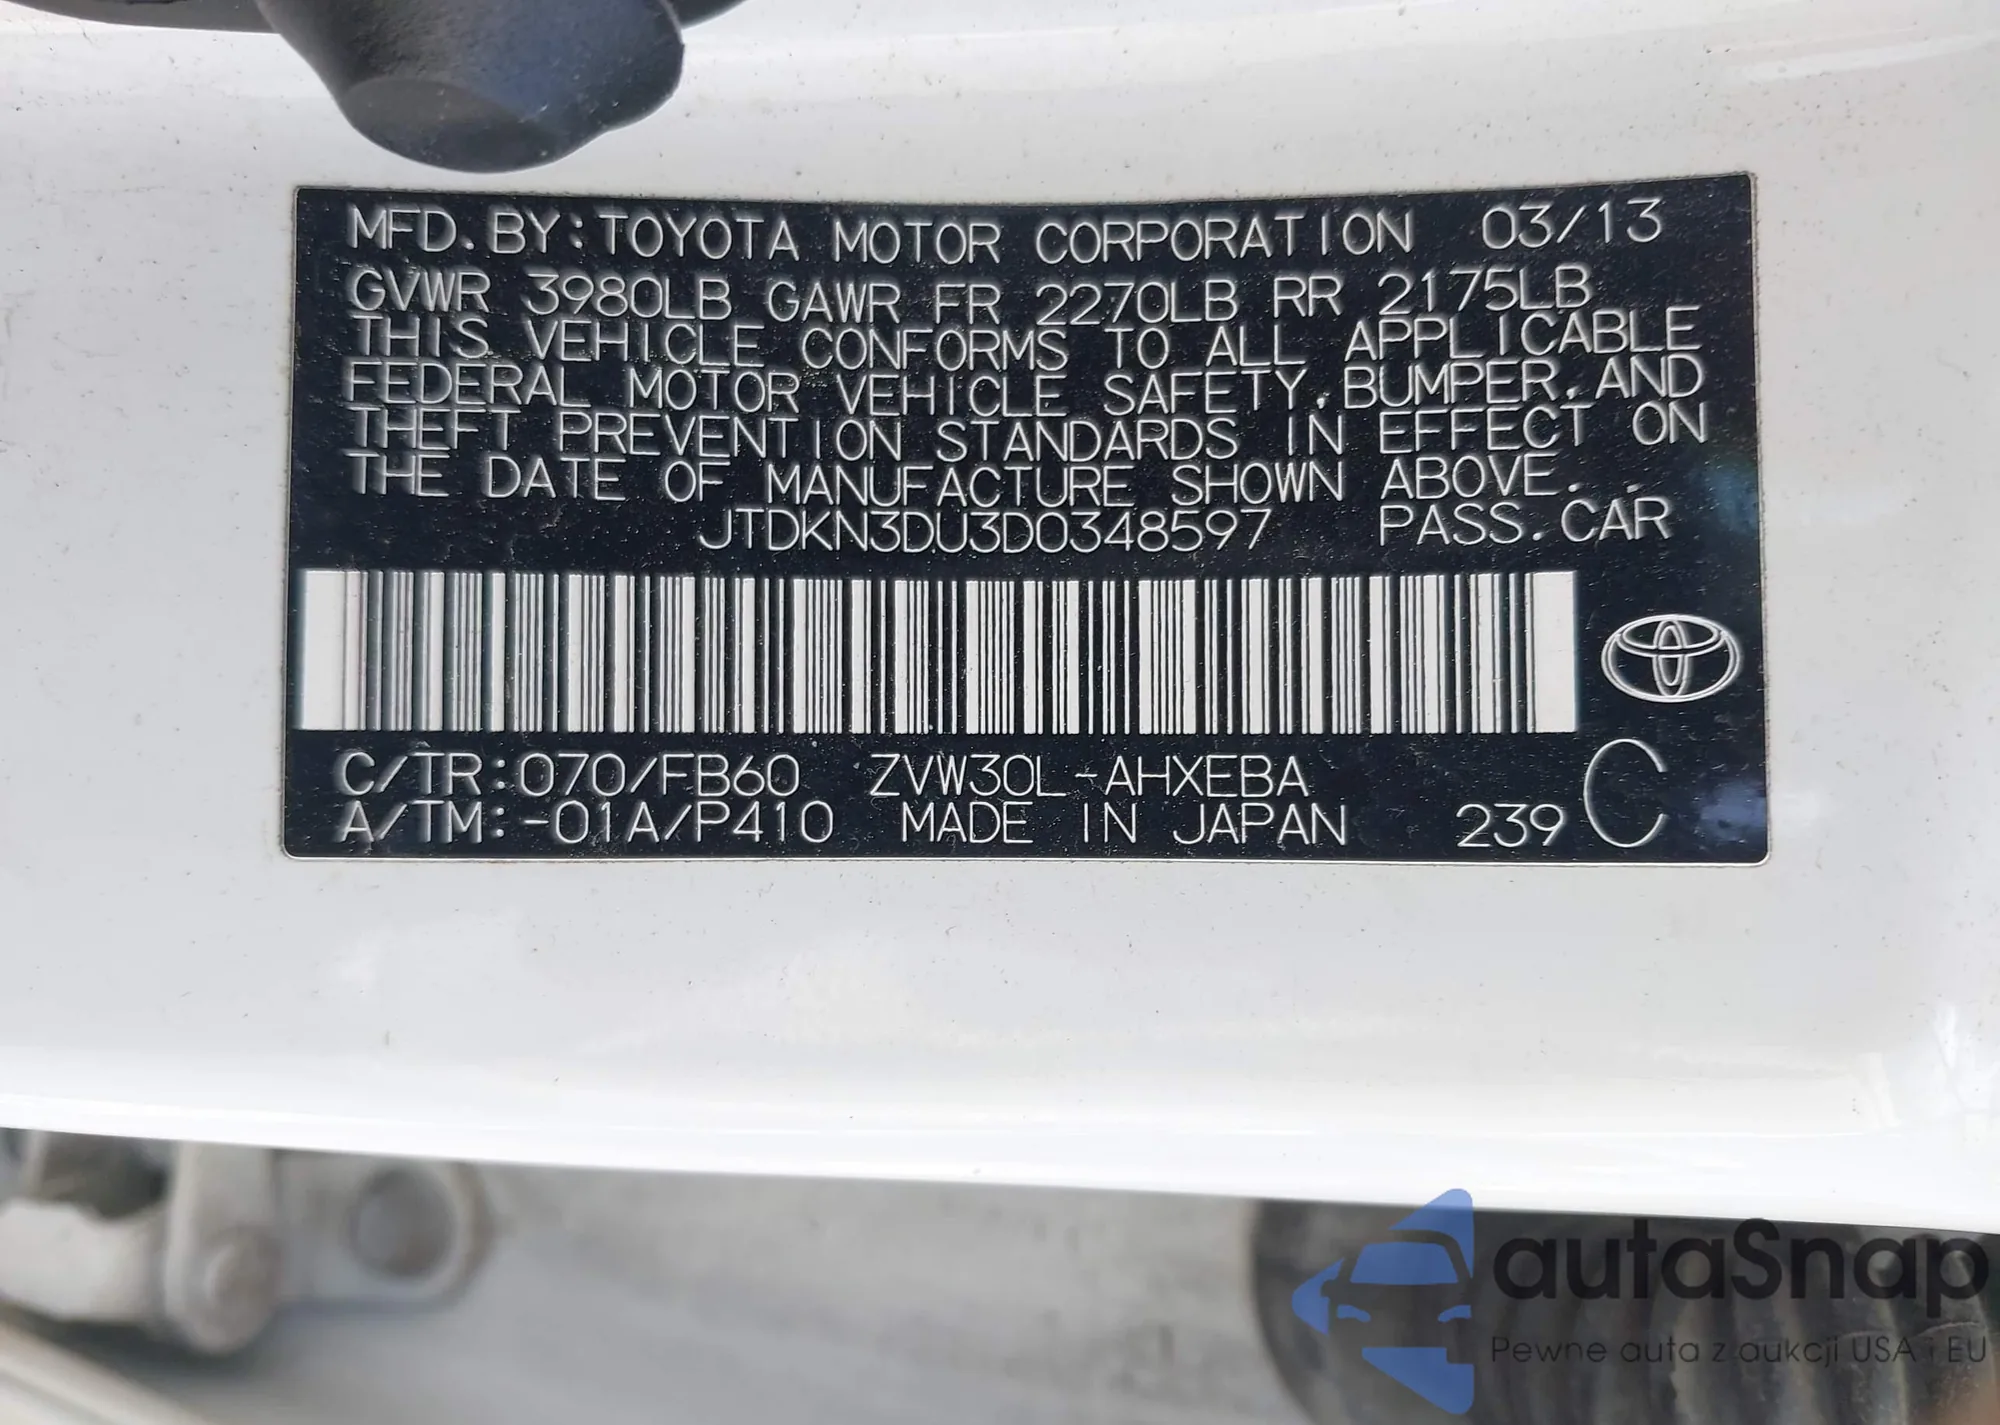 MFD. BY: TOYOTA MOTOR CORPORATION 03/13
GVWR 3980LB GAWR FR 2270LB RR 2175LB
THIS VEHICLE CONFORMS TO ALL APPLICABLE
FEDERAL MOTOR VEHICLE SAFETY, BUMPER, AND
THEFT PREVENTION STANDARDS IN EFFECT ON
THE DATE OF MANUFACTURE SHOWN ABOVE.
JTDKN3DU3D0348597 PASS. CAR
C/TR: 070/FB60 ZVW30L-AHXEBA C
A/TM: -01A/P410 MADE IN JAPAN 239
autaSnap
Pewne auta z aukcji USA i EU